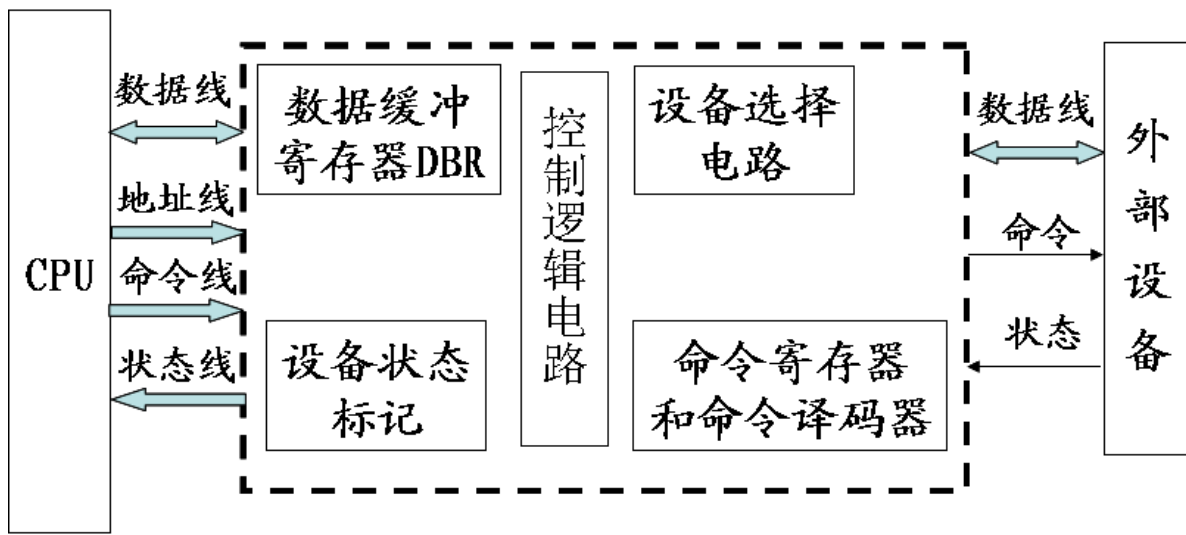 CPU
数据线
地址线
命令线
状态线
数据缓冲
寄存器DBR
设备状态
标记
控制逻辑电路
设备选择
电路
命令寄存器
和命令译码器
数据线
命令
状态
外部设备